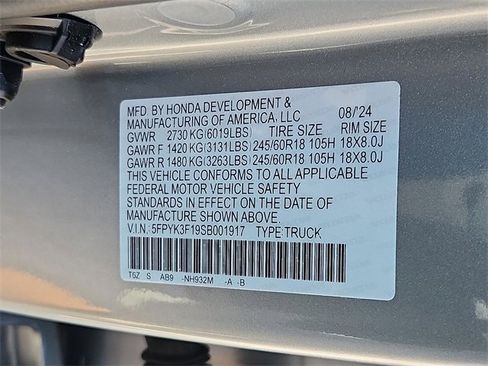 MFD. BY HONDA DEVELOPMENT &
MANUFACTURING OF AMERICA, LLC 08/'24
GVWR 2730 KG(6019LBS) TIRE SIZE RIM SIZE
GAWR F 1420 KG(3131LBS) 245/60R18 105H 18X8.0J
GAWR R 1480 KG(3263LBS) 245/60R18 105H 18X8.0J
THIS VEHICLE CONFORMS TO ALL APPLICABLE
FEDERAL MOTOR VEHICLE SAFETY
STANDARDS IN EFFECT ON THE DATE OF
MANUFACTURE SHOWN ABOVE.
V.I.N.: 5FPYK3F19SB001917 TYPE:TRUCK
T6Z S AB9 -NH932M -A -B